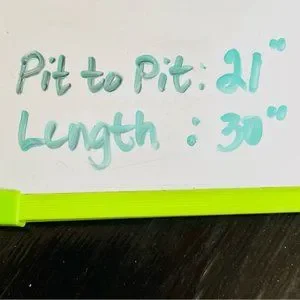 Pit to Pit: 21"
Length : 30"